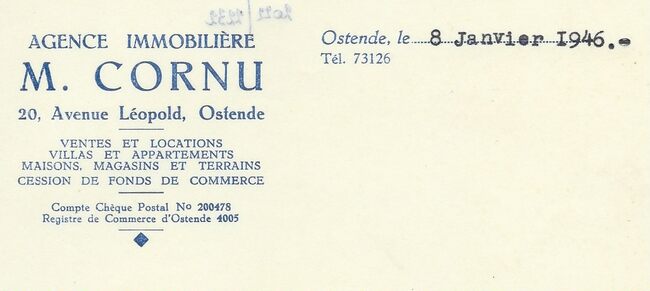 AGENCE IMMOBILIÈRE
M. CORNU
20, Avenue Léopold, Ostende
VENTES ET LOCATIONS
VILLAS ET APPARTEMENTS
MAISONS, MAGASINS ET TERRAINS
CESSION DE FONDS DE COMMERCE
Compte Chèque Postal No 200478
Registre de Commerce d'Ostende 4005
Ostende, le 8 Janvier 1946.-
Tél. 73126